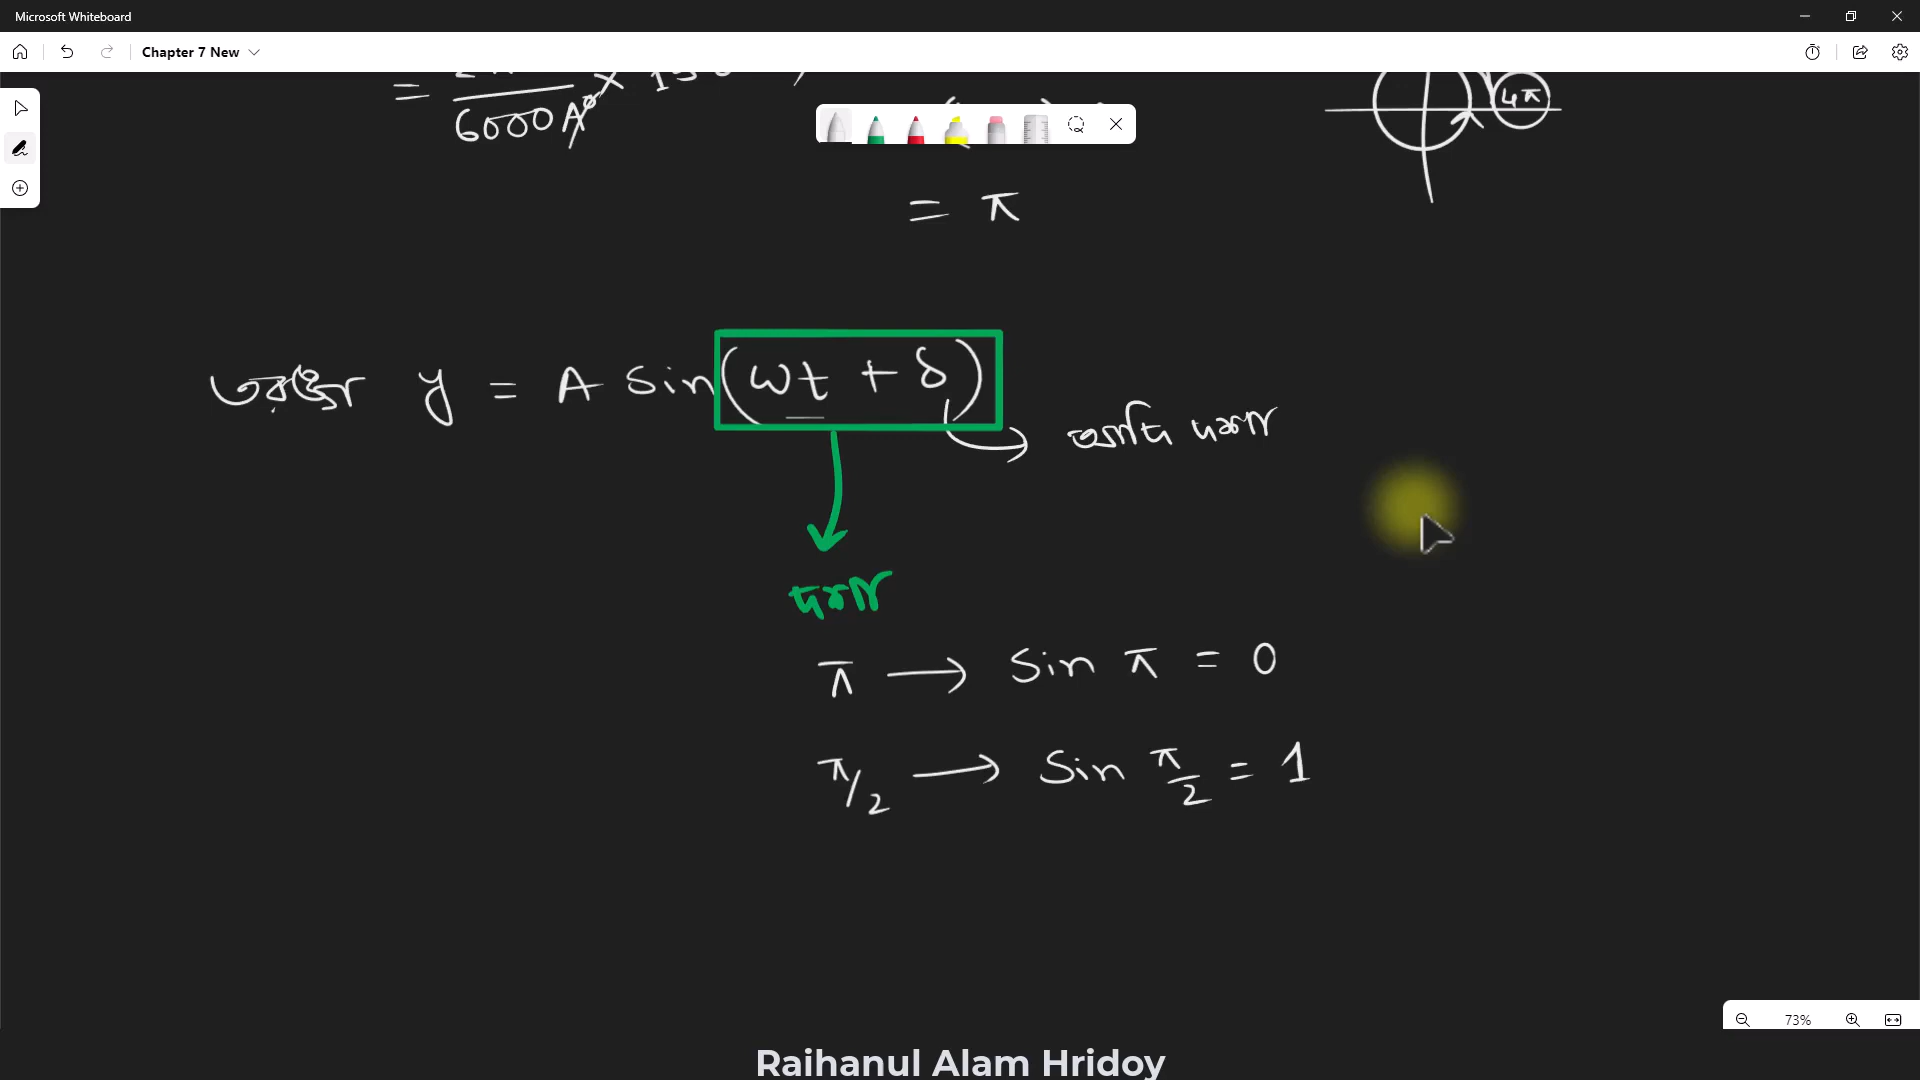 Microsoft Whiteboard
Chapter 7 New
=
6000A° × 150
4π
= π
তরঙ্গের y = A Sin(ωt + δ)
আদি দশা
দশা
π → Sin π = 0
π/2 → Sin π/2 = 1
73%
Raihanul Alam Hridoy